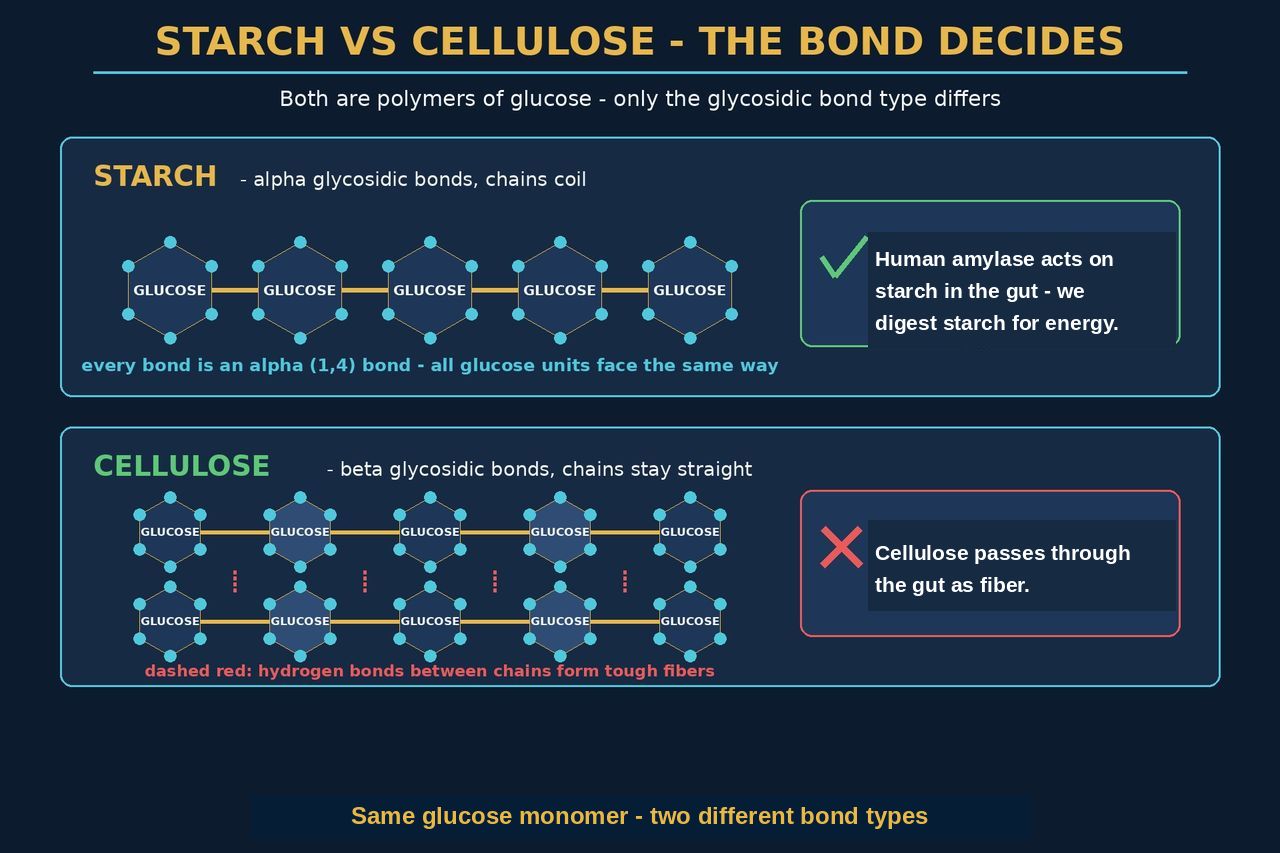 STARCH VS CELLULOSE - THE BOND DECIDES
Both are polymers of glucose - only the glycosidic bond type differs
STARCH - alpha glycosidic bonds, chains coil
GLUCOSE GLUCOSE GLUCOSE GLUCOSE GLUCOSE
every bond is an alpha (1,4) bond - all glucose units face the same way
Human amylase acts on
starch in the gut - we
digest starch for energy.
CELLULOSE - beta glycosidic bonds, chains stay straight
GLUCOSE GLUCOSE GLUCOSE GLUCOSE GLUCOSE
GLUCOSE GLUCOSE GLUCOSE GLUCOSE GLUCOSE
dashed red: hydrogen bonds between chains form tough fibers
Cellulose passes through
the gut as fiber.
Same glucose monomer - two different bond types